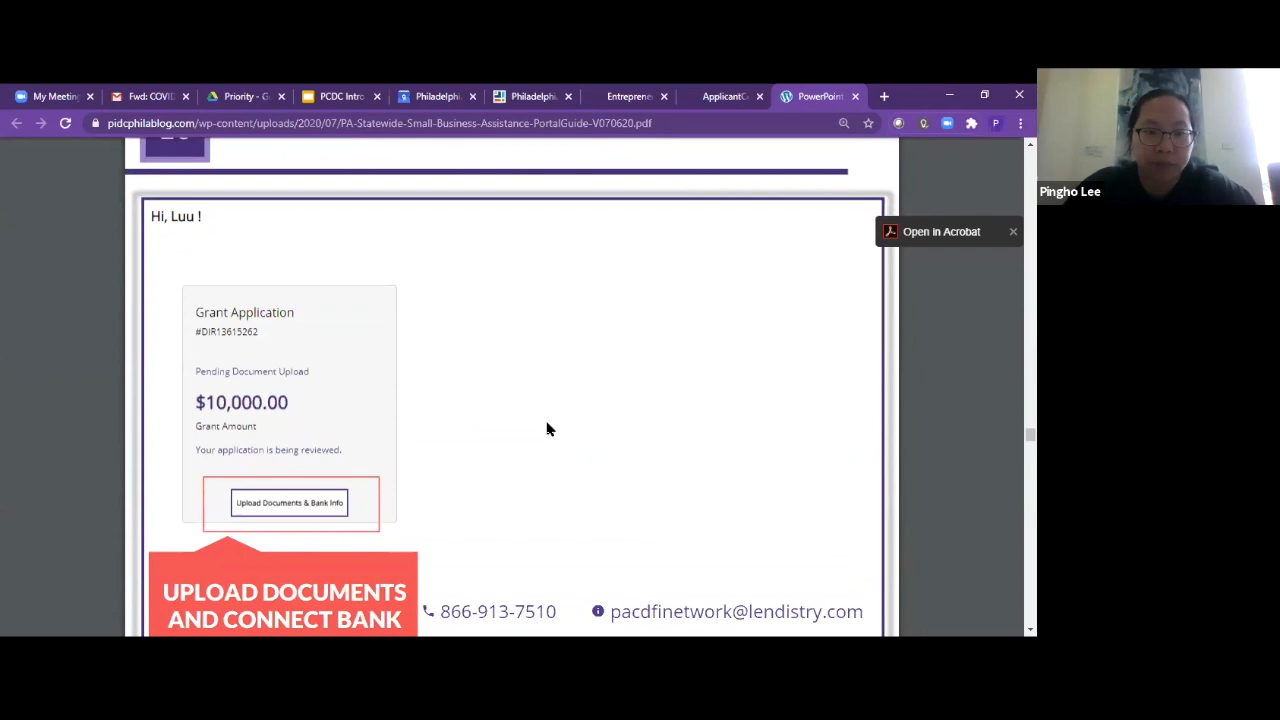 My Meetin
Fwd: COVID
Priority - G
PCDC Intro
Philadelphi
Philadelphi
Entreprene
ApplicantC
PowerPoint
pidcphilablog.com/wp-content/uploads/2020/07/PA-Statewide-Small-Business-Assistance-PortalGuide-V070620.pdf
P
Pingho Lee
Hi, Luu !
Open in Acrobat
Grant Application
#DIR13615262
Pending Document Upload
$10,000.00
Grant Amount
Your application is being reviewed.
Upload Documents & Bank Info
UPLOAD DOCUMENTS
AND CONNECT BANK
866-913-7510
pacdfinetwork@lendistry.com